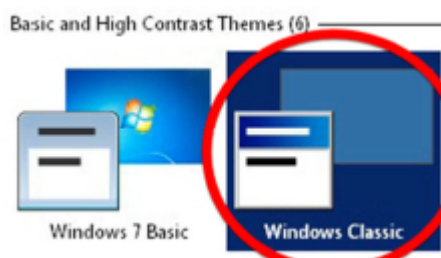 Basic and High Contrast Themes (6)
Windows 7 Basic
Windows Classic